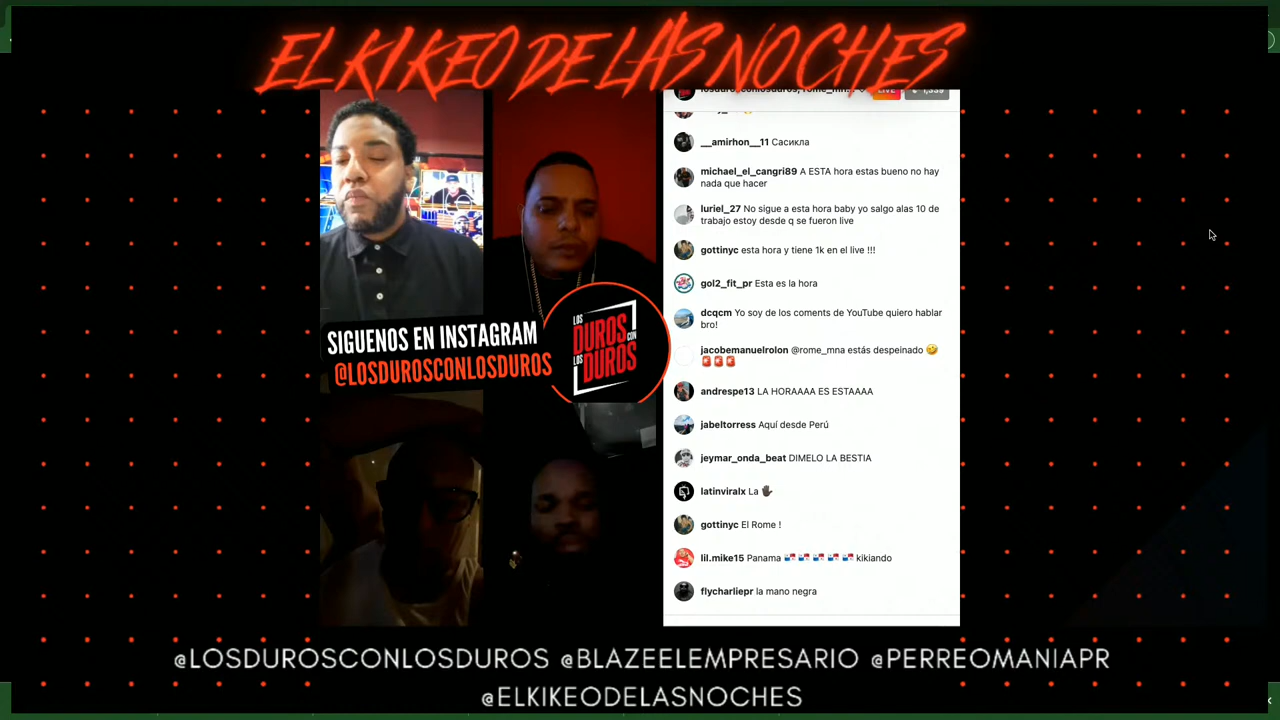 EL KIKEO DE LAS NOCHES
LIVE
1,339
__amirhon__11 Сасикла
michael_el_cangri89 A ESTA hora estas bueno no hay
nada que hacer
luriel_27 No sigue a esta hora baby yo salgo alas 10 de
trabajo estoy desde q se fueron live
gottinyc esta hora y tiene 1k en el live !!!
gol2_fit_pr Esta es la hora
dcqcm Yo soy de los coments de YouTube quiero hablar
bro!
jacobemanuelrolon @rome_mna estás despeinado 🤣
🚨🚨🚨
andrespe13 LA HORAAAA ES ESTAAAA
jabeltorress Aquí desde Perú
jeymar_onda_beat DIMELO LA BESTIA
latinviralx La 🖐🏿
gottinyc El Rome !
lil.mike15 Panama 🇵🇦🇵🇦🇵🇦🇵🇦🇵🇦 kikiando
flycharliepr la mano negra
SIGUENOS EN INSTAGRAM
@LOSDUROSCONLOSDUROS
LOS
DUROS CON
LOS
DUROS
@LOSDUROSCONLOSDUROS @BLAZEELEMPRESARIO @PERREOMANIAPR
@ELKIKEODELASNOCHES